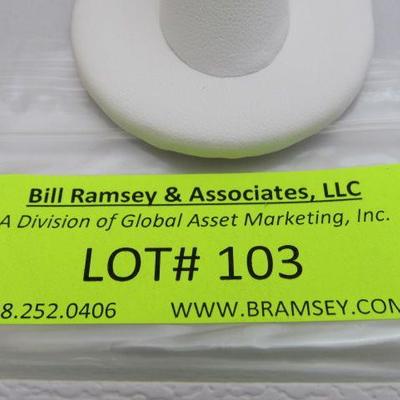 Bill Ramsey & Associates, LLC
A Division of Global Asset Marketing, Inc.
LOT# 103
8.252.0406 WWW.BRAMSEY.COM